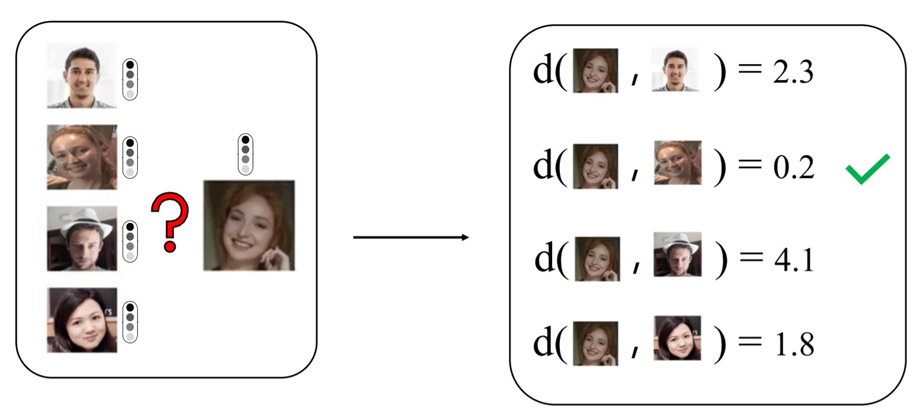 ?
d( , ) = 2.3
d( , ) = 0.2
d( , ) = 4.1
d( , ) = 1.8